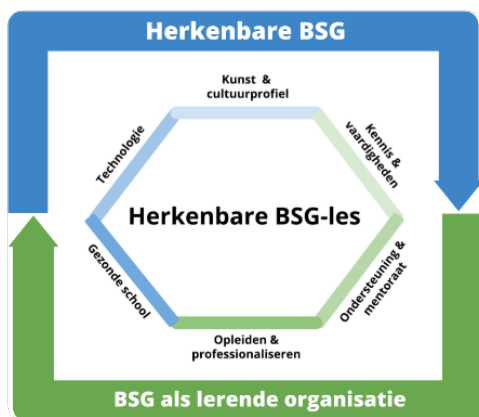 Herkenbare BSG
Kunst &
cultuurprofiel
Technologie
Kennis &
vaardigheden
Herkenbare BSG-les
Gezonde school
Ondersteuning &
mentoraat
Opleiden &
professionaliseren
BSG als lerende organisatie